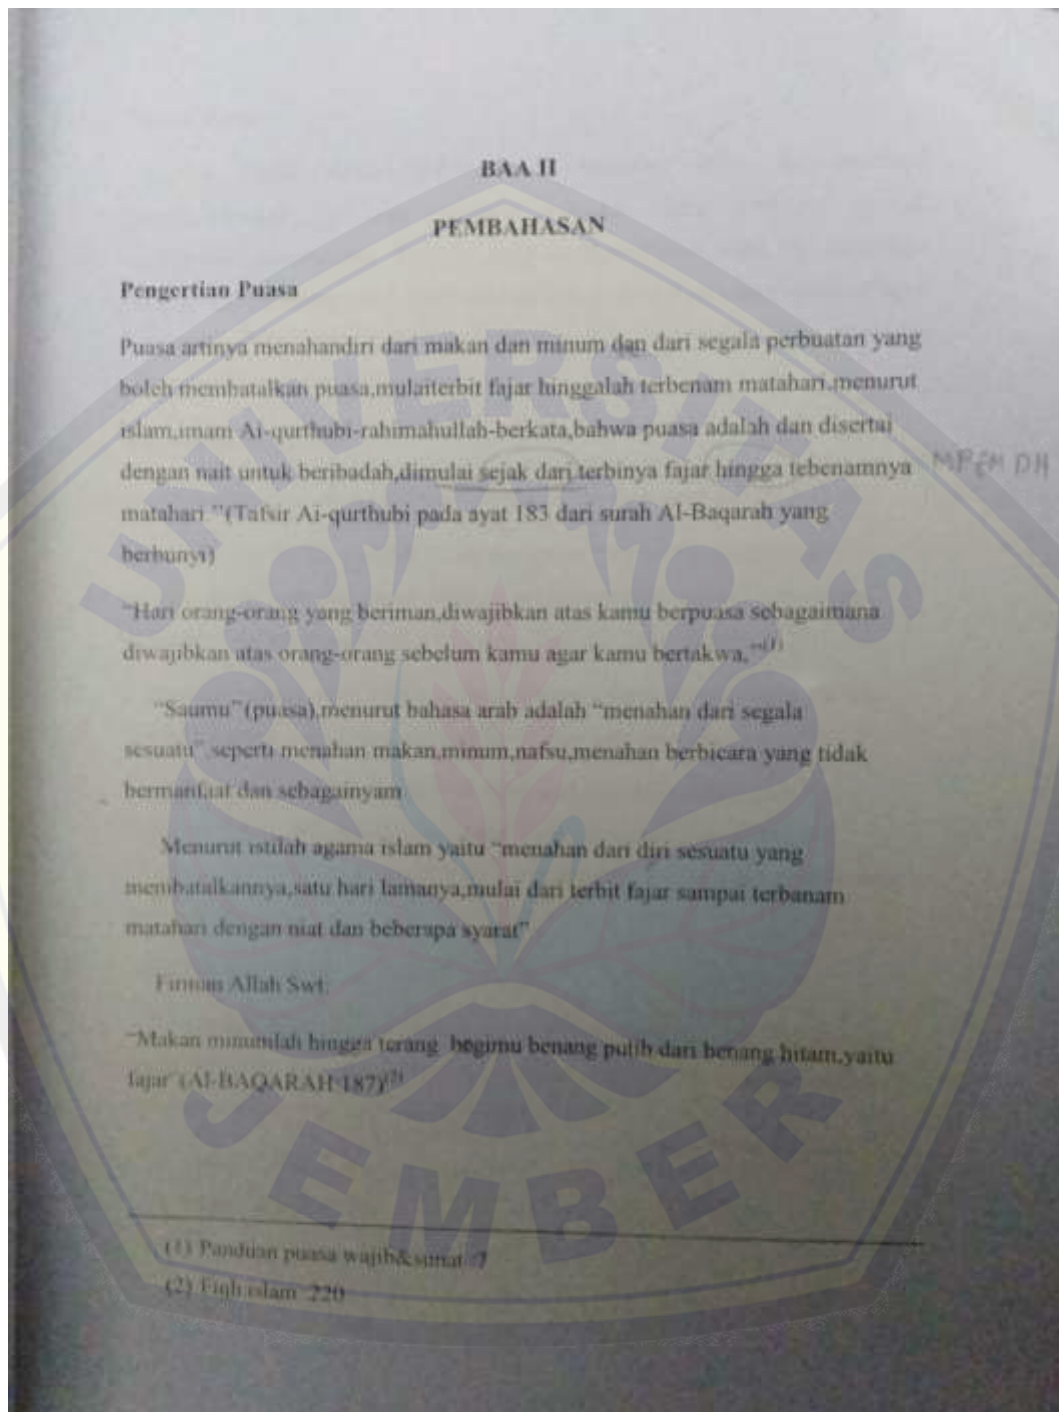 BAA II
PEMBAHASAN
Pengertian Puasa
Puasa artinya menahandiri dari makan dan minum dan dari segala perbuatan yang
boleh membatalkan puasa,mulaiterbit fajar hinggalah terbenam matahari.menurut
islam,imam Ai-qurthubi-rahimahullah-berkata,bahwa puasa adalah dan disertai
dengan nait untuk beribadah,dimulai sejak dari terbinya fajar hingga tebenamnya
matahari."(Tafsir Ai-qurthubi pada ayat 183 dari surah Al-Baqarah yang
berbunyi)
"Hari orang-orang yang beriman,diwajibkan atas kamu berpuasa sebagaimana
diwajibkan atas orang-orang sebelum kamu agar kamu bertakwa,"(1)
"Saumu"(puasa),menurut bahasa arab adalah "menahan dari segala
sesuatu",seperti menahan makan,minum,nafsu,menahan berbicara yang tidak
bermanfaat dan sebagainyam
Menurut istilah agama islam yaitu "menahan dari diri sesuatu yang
membatalkannya,satu hari lamanya,mulai dari terbit fajar sampai terbanam
matahari dengan niat dan beberapa syarat"
Firman Allah Swt:
"Makan minumlah hingga terang begimu benang putih dari benang hitam,yaitu
fajar"(Al-BAQARAH:187)(2)
(1) Panduan puasa wajib&sunat :7
(2) Fiqh islam :220
UNIVERSITAS
JEMBER